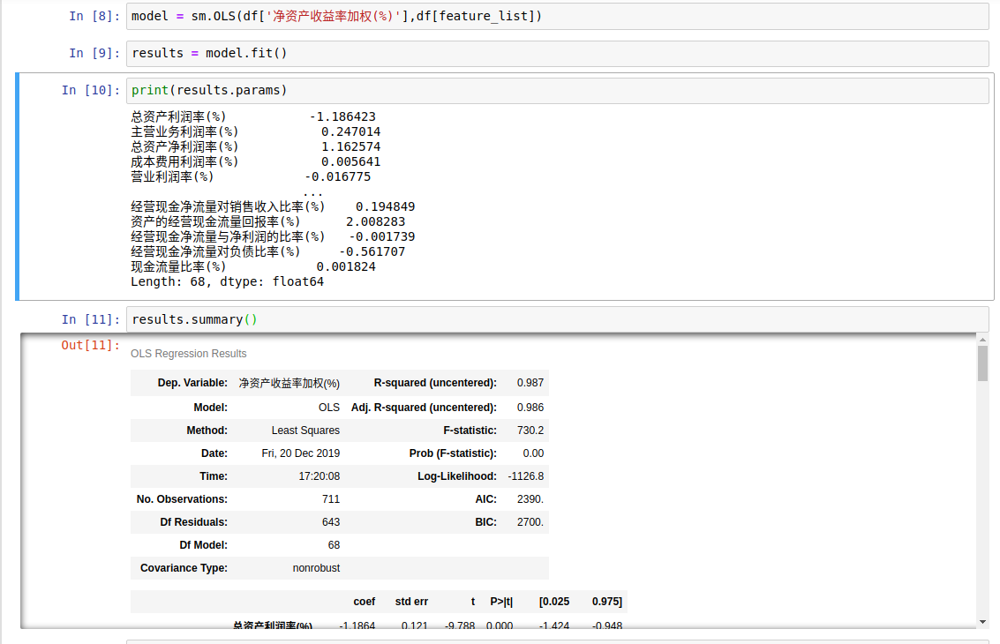 In [8]: model = sm.OLS(df['净资产收益率加权(%)'],df[feature_list])
In [9]: results = model.fit()
In [10]: print(results.params)
总资产利润率(%) -1.186423
主营业务利润率(%) 0.247014
总资产净利润率(%) 1.162574
成本费用利润率(%) 0.005641
营业利润率(%) -0.016775
...
经营现金净流量对销售收入比率(%) 0.194849
资产的经营现金流量回报率(%) 2.008283
经营现金净流量与净利润的比率(%) -0.001739
经营现金净流量对负债比率(%) -0.561707
现金流量比率(%) 0.001824
Length: 68, dtype: float64
In [11]: results.summary()
Out[11]:
OLS Regression Results
Dep. Variable: 净资产收益率加权(%) R-squared (uncentered): 0.987
Model: OLS Adj. R-squared (uncentered): 0.986
Method: Least Squares F-statistic: 730.2
Date: Fri, 20 Dec 2019 Prob (F-statistic): 0.00
Time: 17:20:08 Log-Likelihood: -1126.8
No. Observations: 711 AIC: 2390.
Df Residuals: 643 BIC: 2700.
Df Model: 68
Covariance Type: nonrobust
coef std err t P>|t| [0.025 0.975]
总资产利润率(%) -1.1864 0.121 -9.788 0.000 -1.424 -0.948